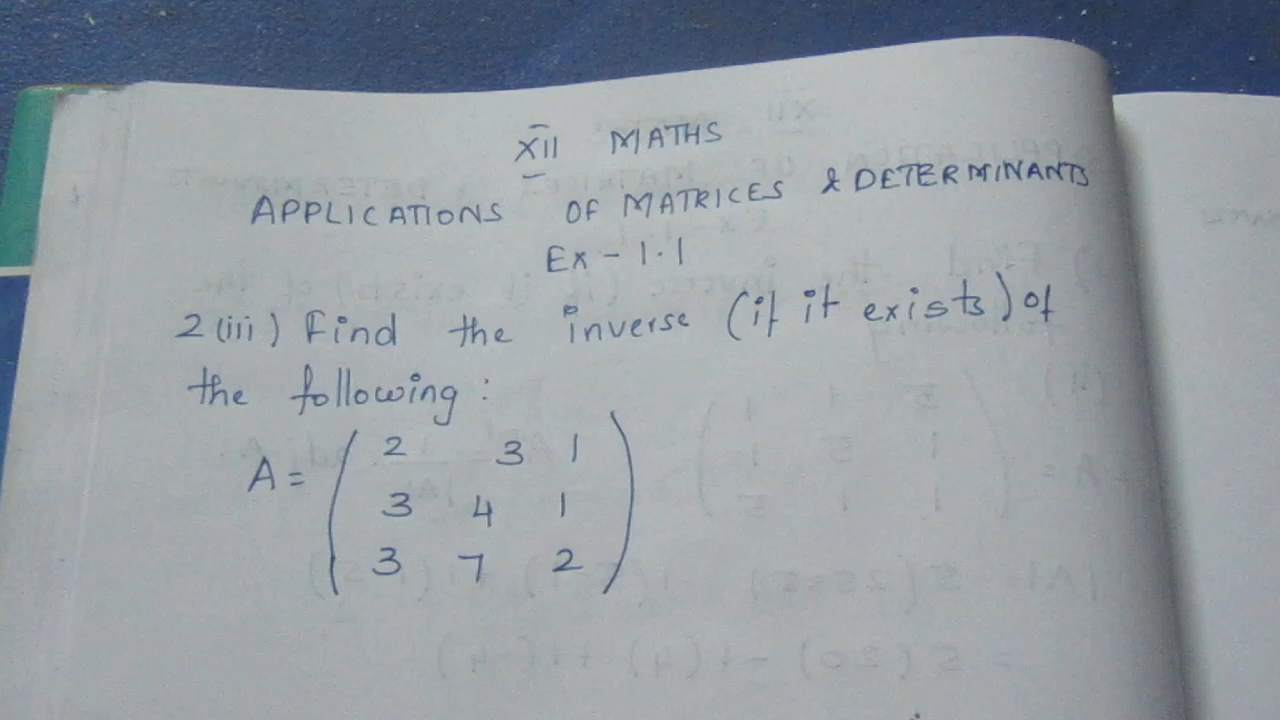 XII MATHS
APPLICATIONS OF MATRICES & DETERMINANTS
Ex - 1.1
2(iii) Find the inverse (if it exists) of
the following:
A = ( 2 3 1
3 4 1
3 7 2 )